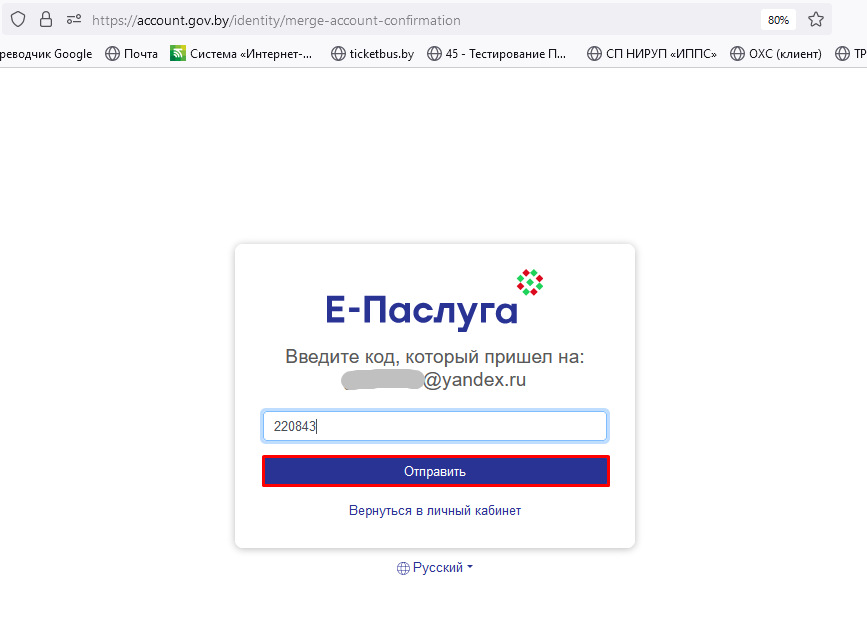 https://account.gov.by/identity/merge-account-confirmation 80%
реводчик Google Почта Система «Интернет-... ticketbus.by 45 - Тестирование П... СП НИРУП «ИППС» ОХС (клиент) ТР
Е-Паслуга
Введите код, который пришел на:
@yandex.ru
220843
Отправить
Вернуться в личный кабинет
Русский